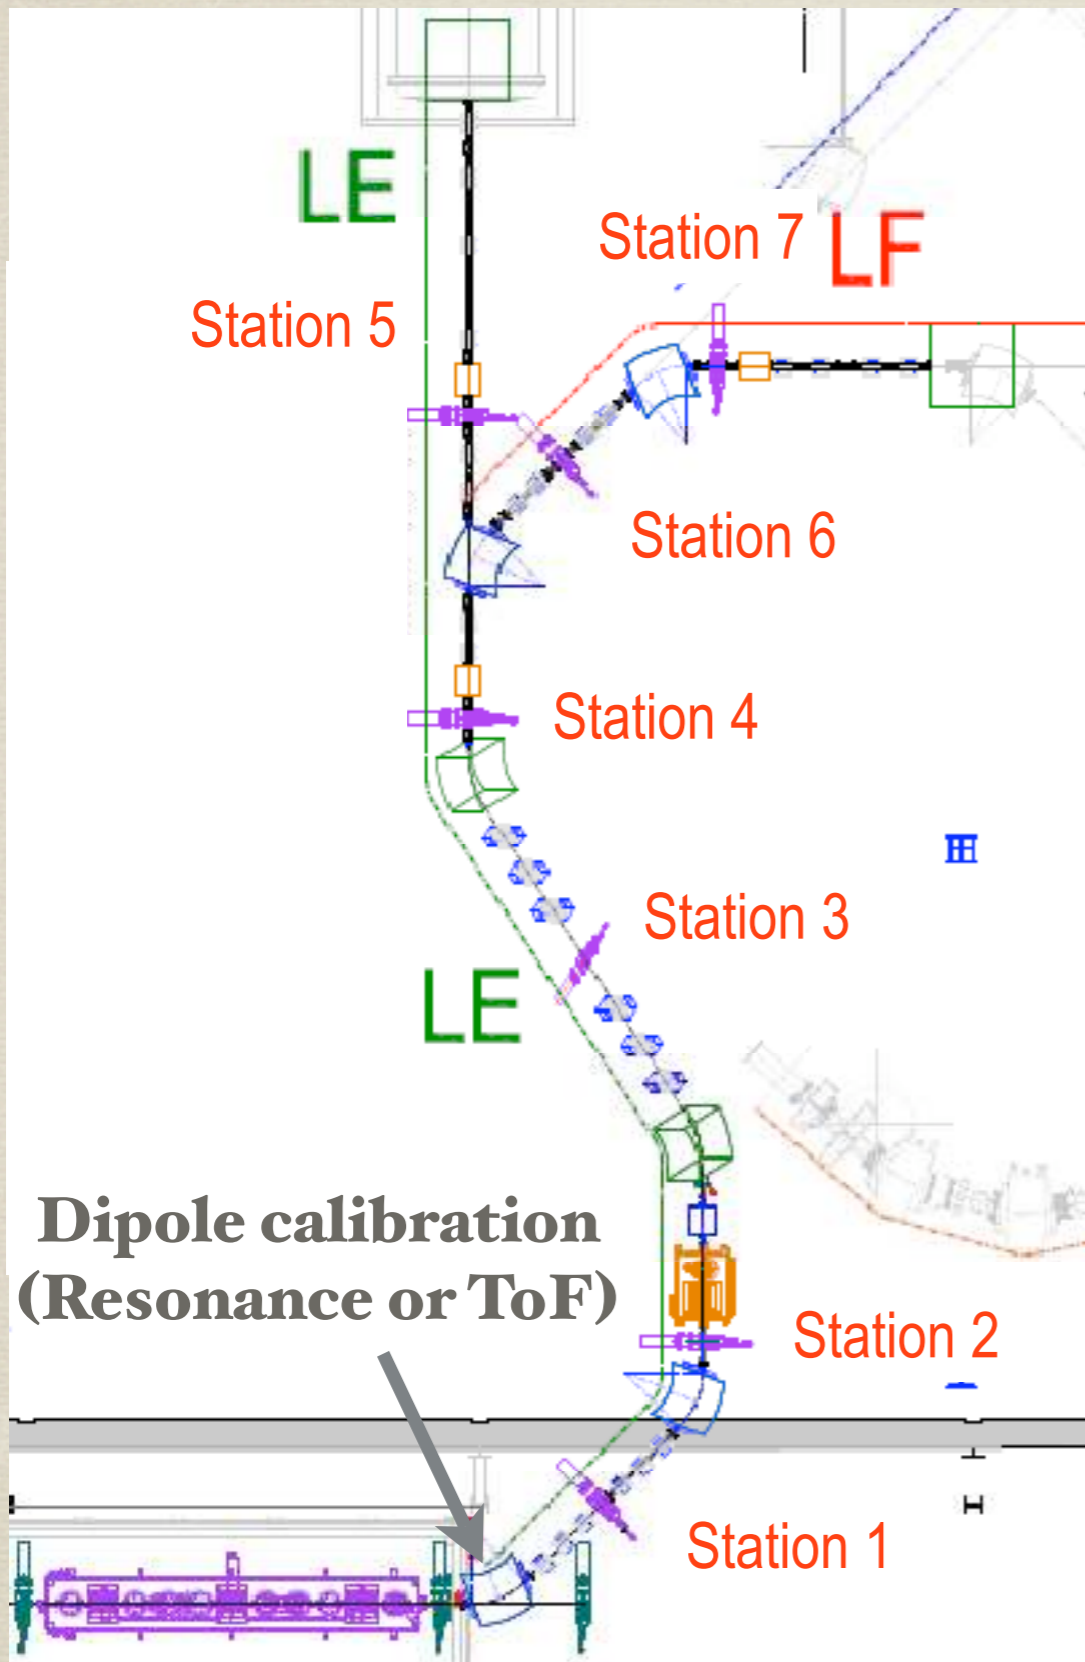 LE
Station 7
LF
Station 5
Station 6
Station 4
Station 3
LE
Dipole calibration
(Resonance or ToF)
Station 2
Station 1